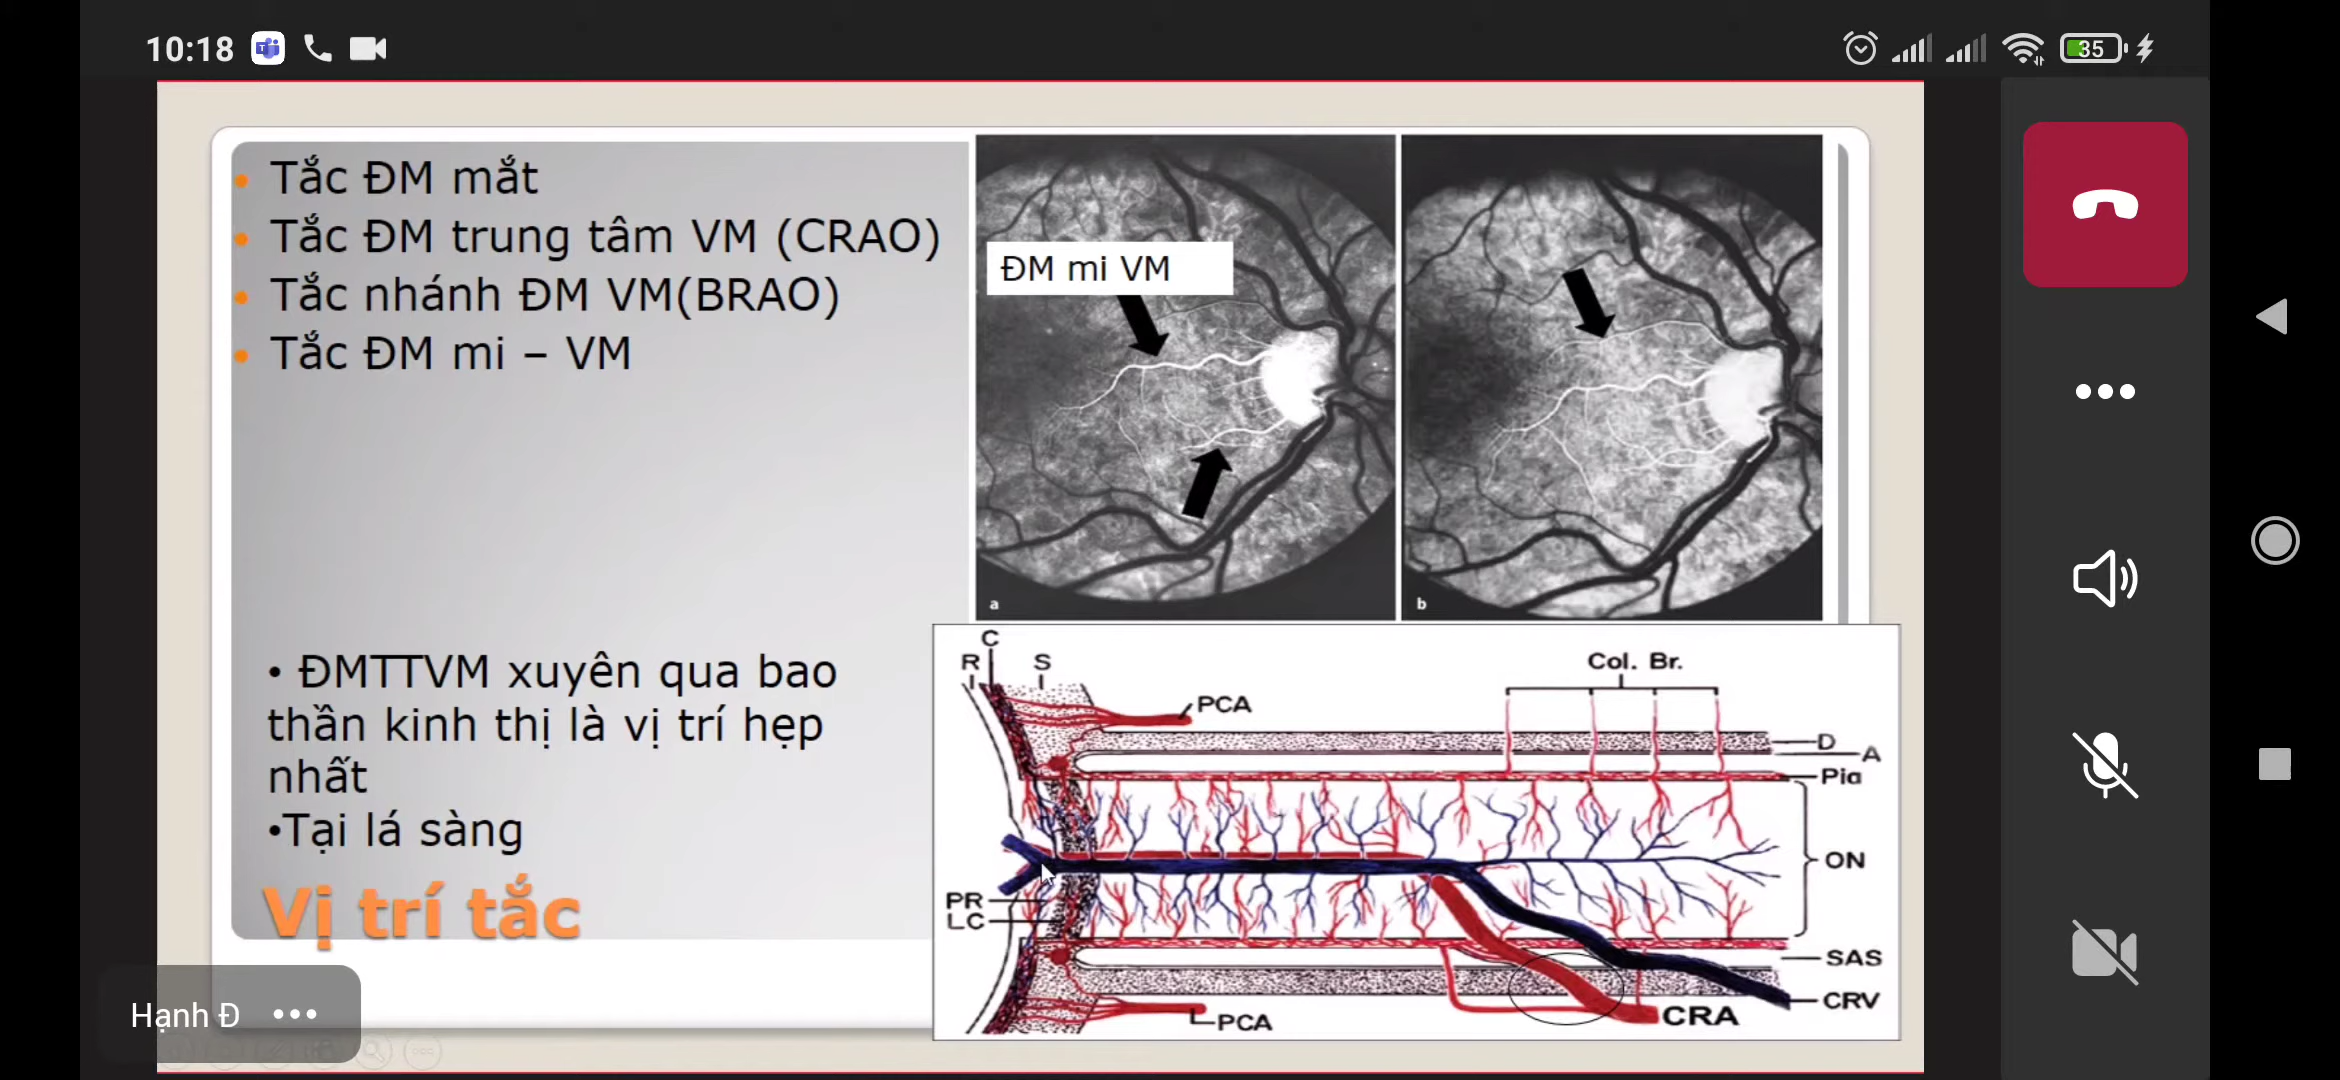 10:18
35
• Tắc ĐM mắt
• Tắc ĐM trung tâm VM (CRAO)
• Tắc nhánh ĐM VM(BRAO)
• Tắc ĐM mi – VM
• ĐMTTVM xuyên qua bao
thần kinh thị là vị trí hẹp
nhất
•Tại lá sàng
Vị trí tắc
Hạnh Đ
ĐM mi VM
a
b
C
R
S
PCA
Col. Br.
D
A
Pia
ON
PR
LC
SAS
CRV
CRA
PCA